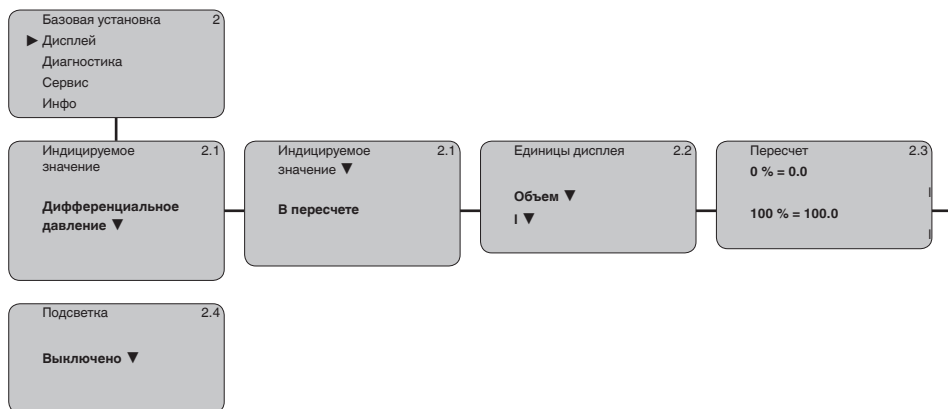 Базовая установка 2
▶ Дисплей
Диагностика
Сервис
Инфо
Индицируемое 2.1
значение
Дифференциальное
давление ▼
Индицируемое 2.1
значение ▼
В пересчете
Единицы дисплея 2.2
Объем ▼
l ▼
Пересчет 2.3
0 % = 0.0
l
100 % = 100.0
l
Подсветка 2.4
Выключено ▼